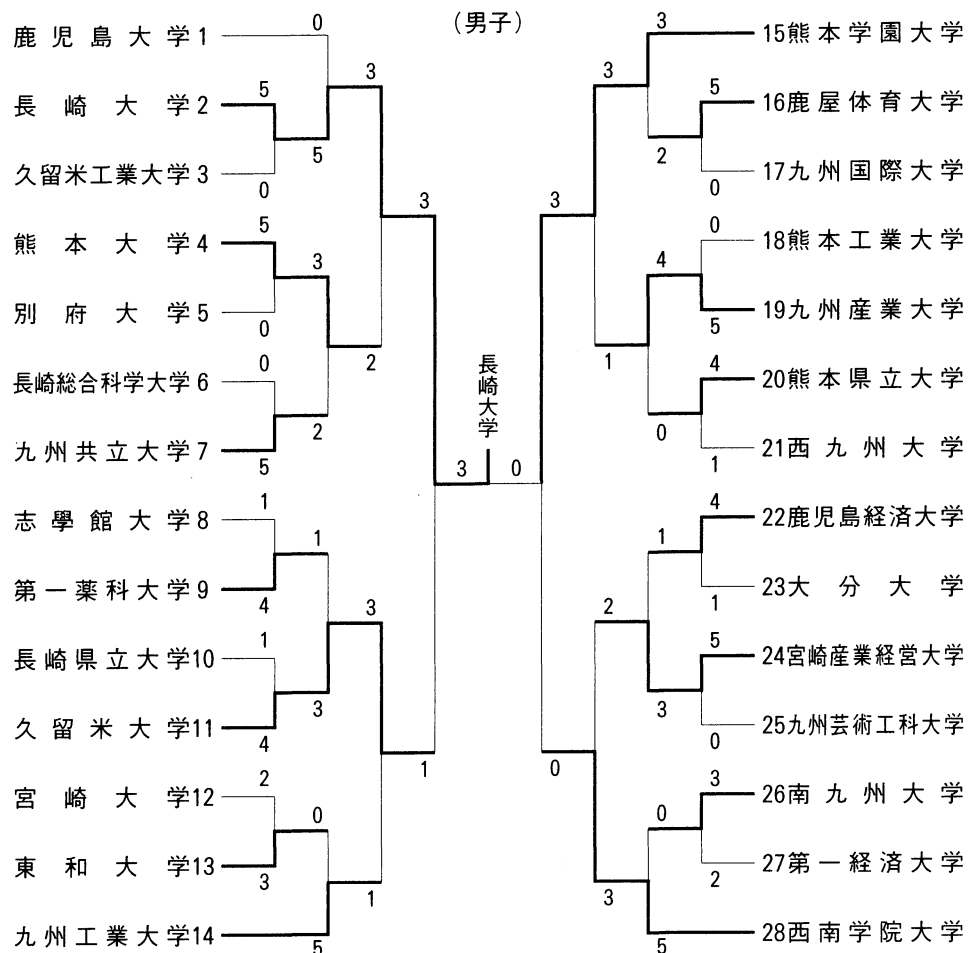 (男子)
鹿児島大学1
0
長崎大学2
5
久留米工業大学3
0
5
3
熊本大学4
5
別府大学5
0
3
長崎総合科学大学6
0
九州共立大学7
5
2
2
3
志學館大学8
1
第一薬科大学9
4
1
長崎県立大学10
1
久留米大学11
4
3
3
宮崎大学12
2
東和大学13
3
0
九州工業大学14
5
1
1
長崎大学
3 0
3
15熊本学園大学
3
5
16鹿屋体育大学
2
17九州国際大学
0
3
0
18熊本工業大学
4
19九州産業大学
5
1
4
20熊本県立大学
0
21西九州大学
1
4
22鹿児島経済大学
1
23大分大学
1
2
5
24宮崎産業経営大学
3
25九州芸術工科大学
0
0
3
26南九州大学
0
27第一経済大学
2
3
28西南学院大学
5